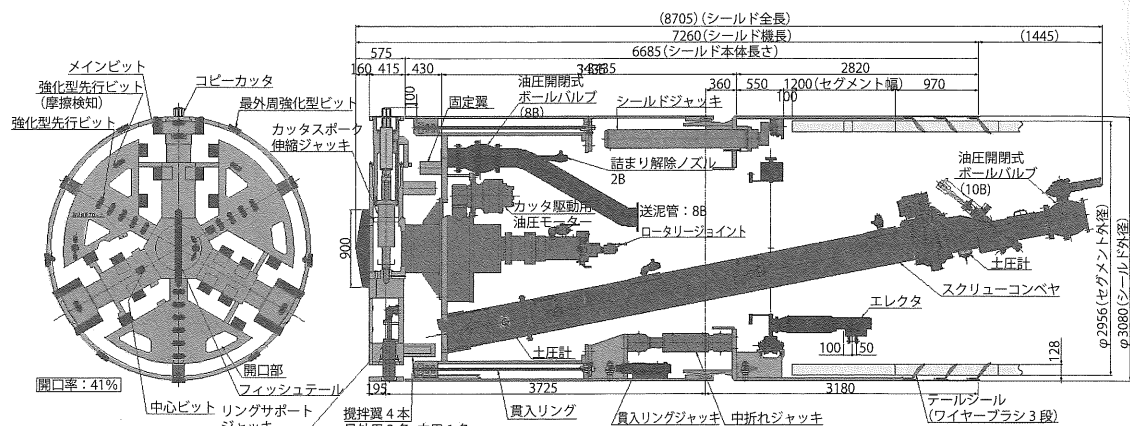 (8705)(シールド全長)
7260(シールド機長)
(1445)
6685(シールド本体長さ)
575
160 415 430
360 550 1200(セグメント幅) 970
2820
100
100
メインビット
コピーカッタ
強化型先行ビット
(摩擦検知)
最外周強化型ビット
強化型先行ビット
カッタスポーク
伸縮ジャッキ
固定翼
油圧開閉式
ボールバルブ
(8B)
シールドジャッキ
詰まり解除ノズル
2B
カッタ駆動用
油圧モーター
送泥管:8B
ロータリージョイント
油圧開閉式
ボールバルブ
(10B)
土圧計
スクリューコンベヤ
エレクタ
900
土圧計
100 50
128
φ2956(セグメント外径)
φ3080(シールド外径)
開口率:41%
開口部
フィッシュテール
中心ビット
リングサポート
195
3725
3180
攪拌翼4本
貫入リング
貫入リングジャッキ
中折れジャッキ
テールシール
(ワイヤーブラシ3段)